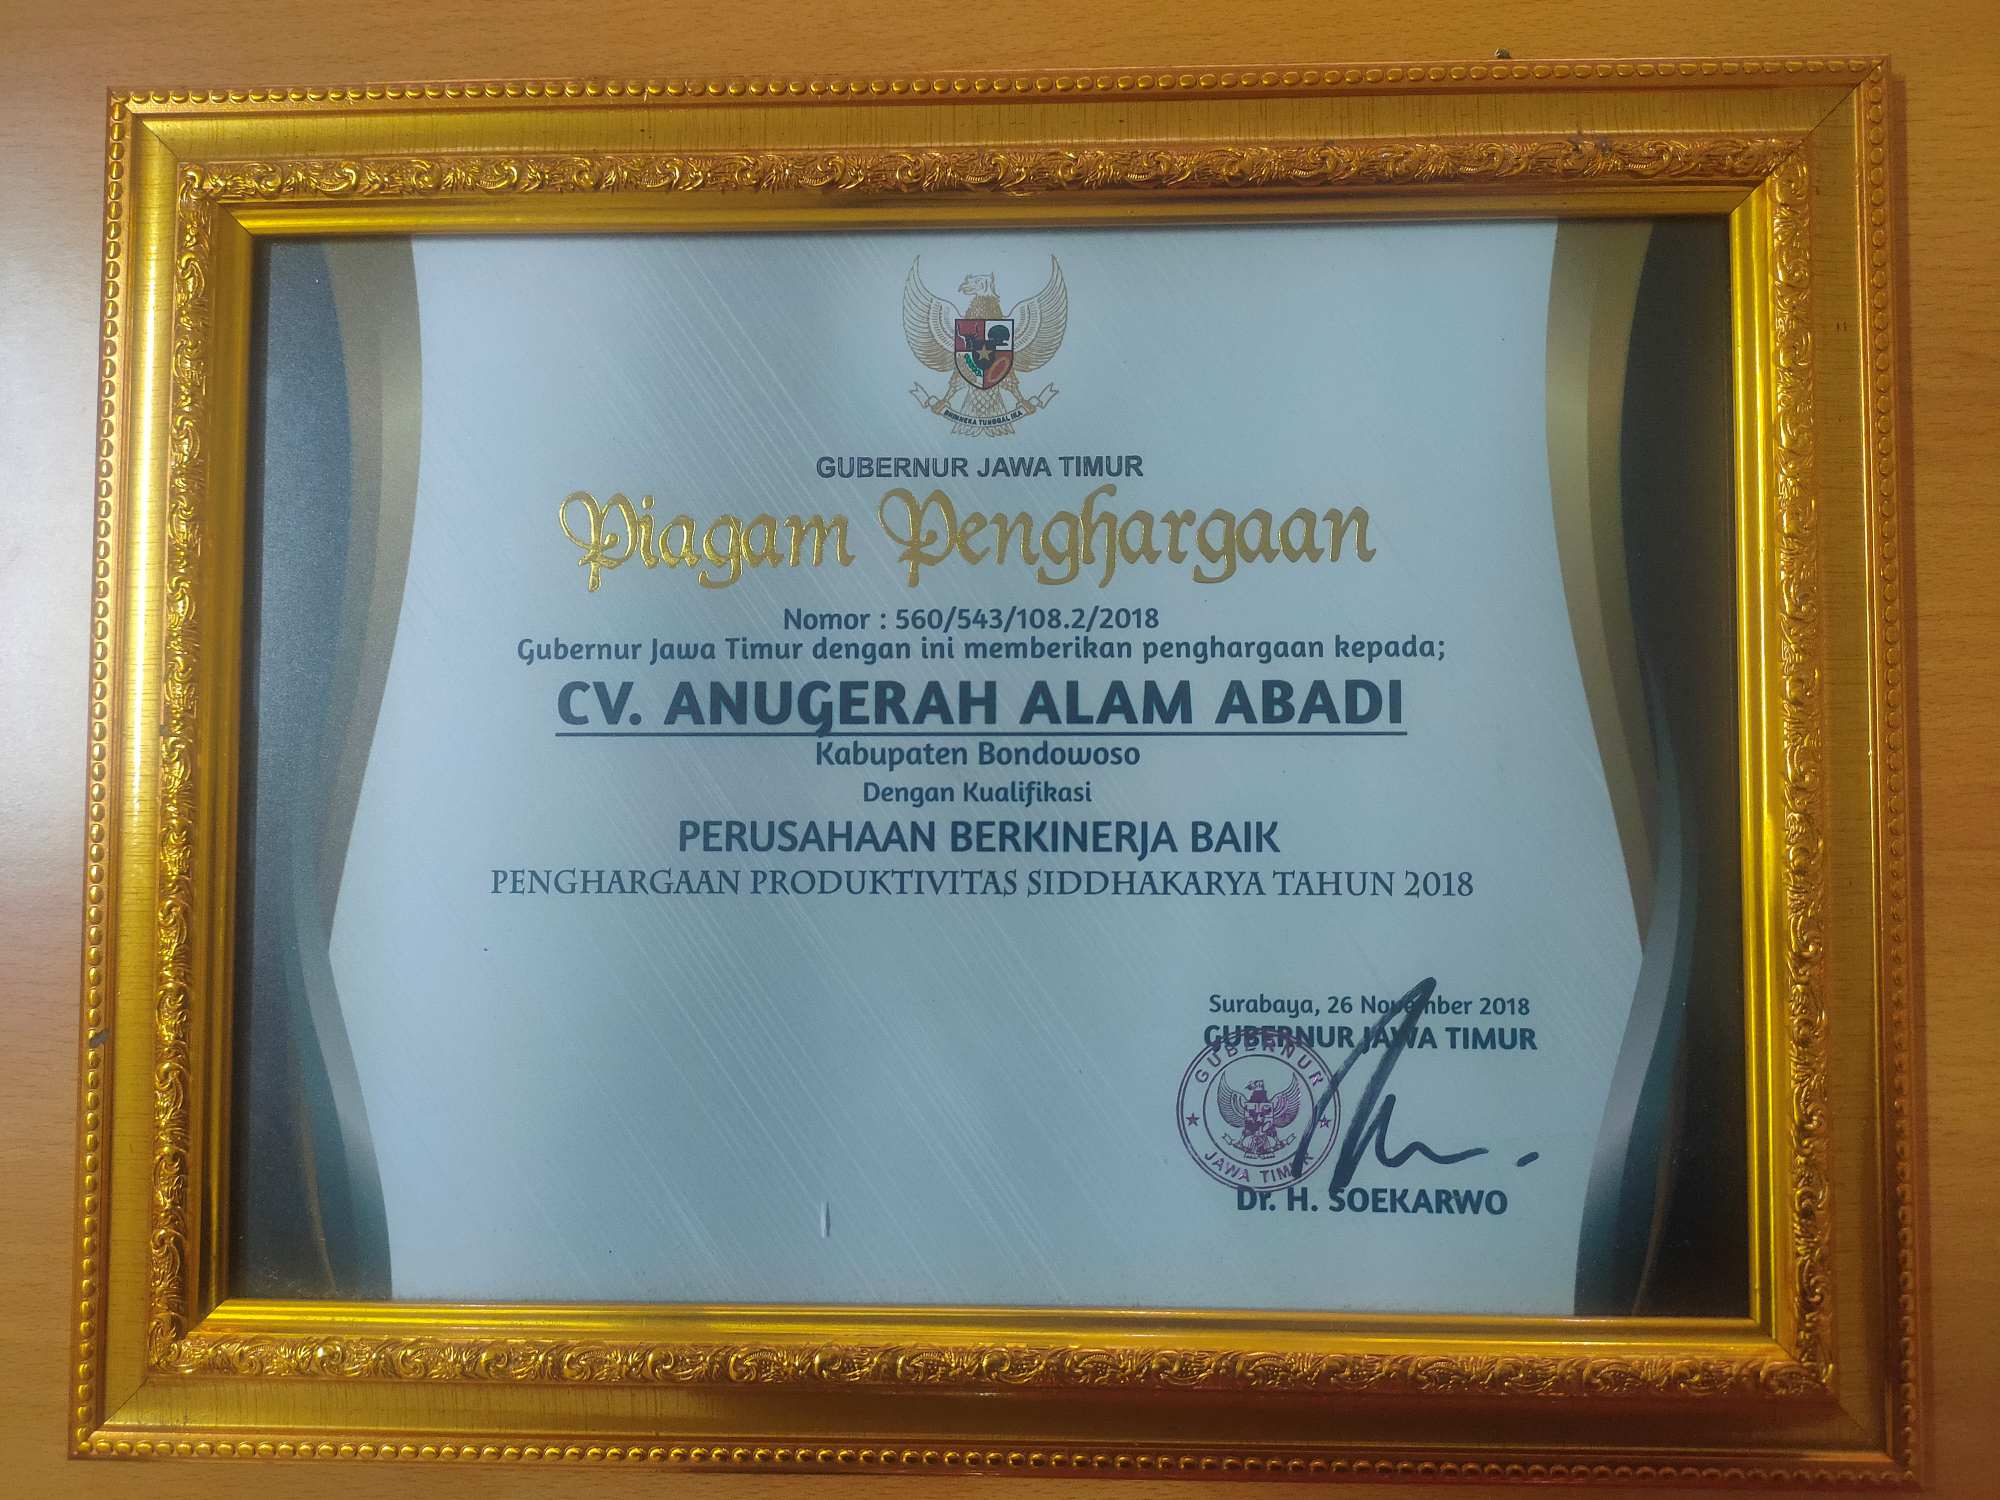 BHINNEKA TUNGGAL IKA
GUBERNUR JAWA TIMUR
Piagam Penghargaan
Nomor : 560/543/108.2/2018
Gubernur Jawa Timur dengan ini memberikan penghargaan kepada;
CV. ANUGERAH ALAM ABADI
Kabupaten Bondowoso
Dengan Kualifikasi
PERUSAHAAN BERKINERJA BAIK
PENGHARGAAN PRODUKTIVITAS SIDDHAKARYA TAHUN 2018
Surabaya, 26 November 2018
GUBERNUR JAWA TIMUR
GUBERNUR
JAWA TIMUR
Dr. H. SOEKARWO